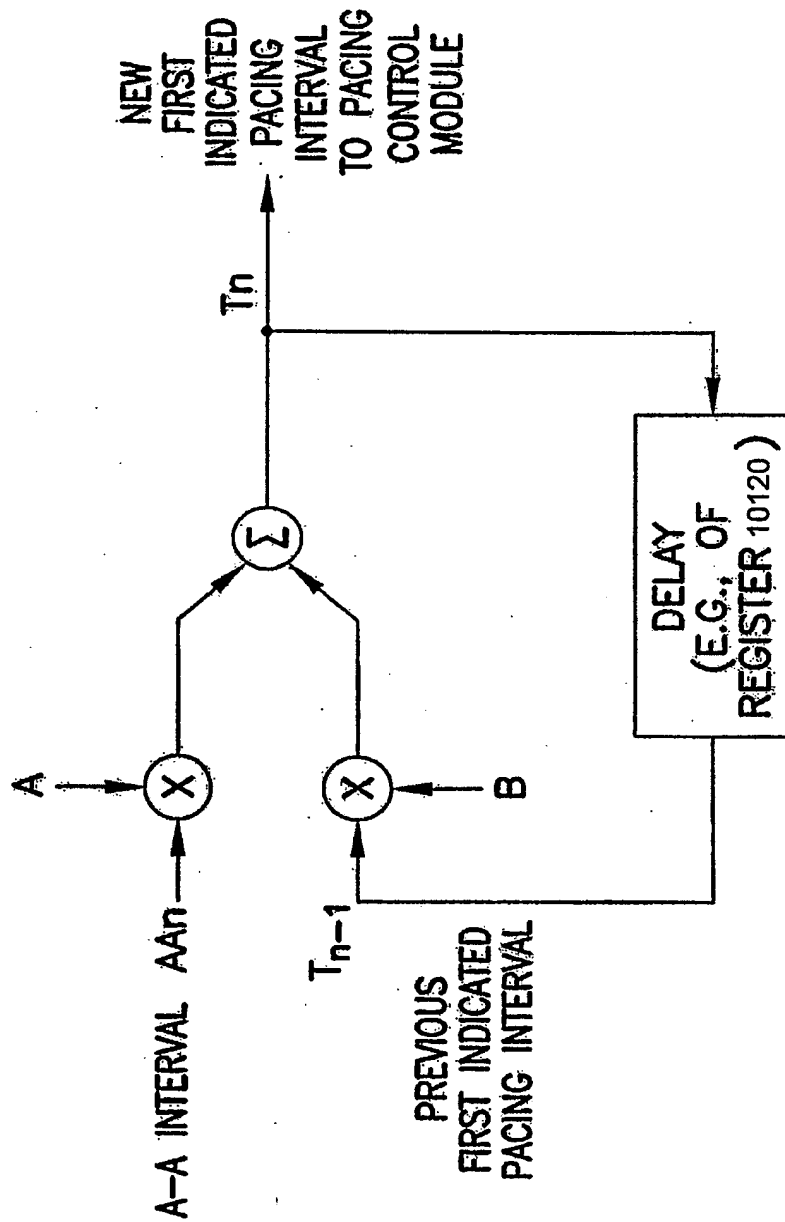 A
A-A INTERVAL AAn
X
Σ
Tn
NEW
FIRST
INDICATED
PACING
INTERVAL
TO PACING
CONTROL
MODULE
Tn-1
X
B
PREVIOUS
FIRST INDICATED
PACING INTERVAL
DELAY
(E.G., OF
REGISTER 10120)